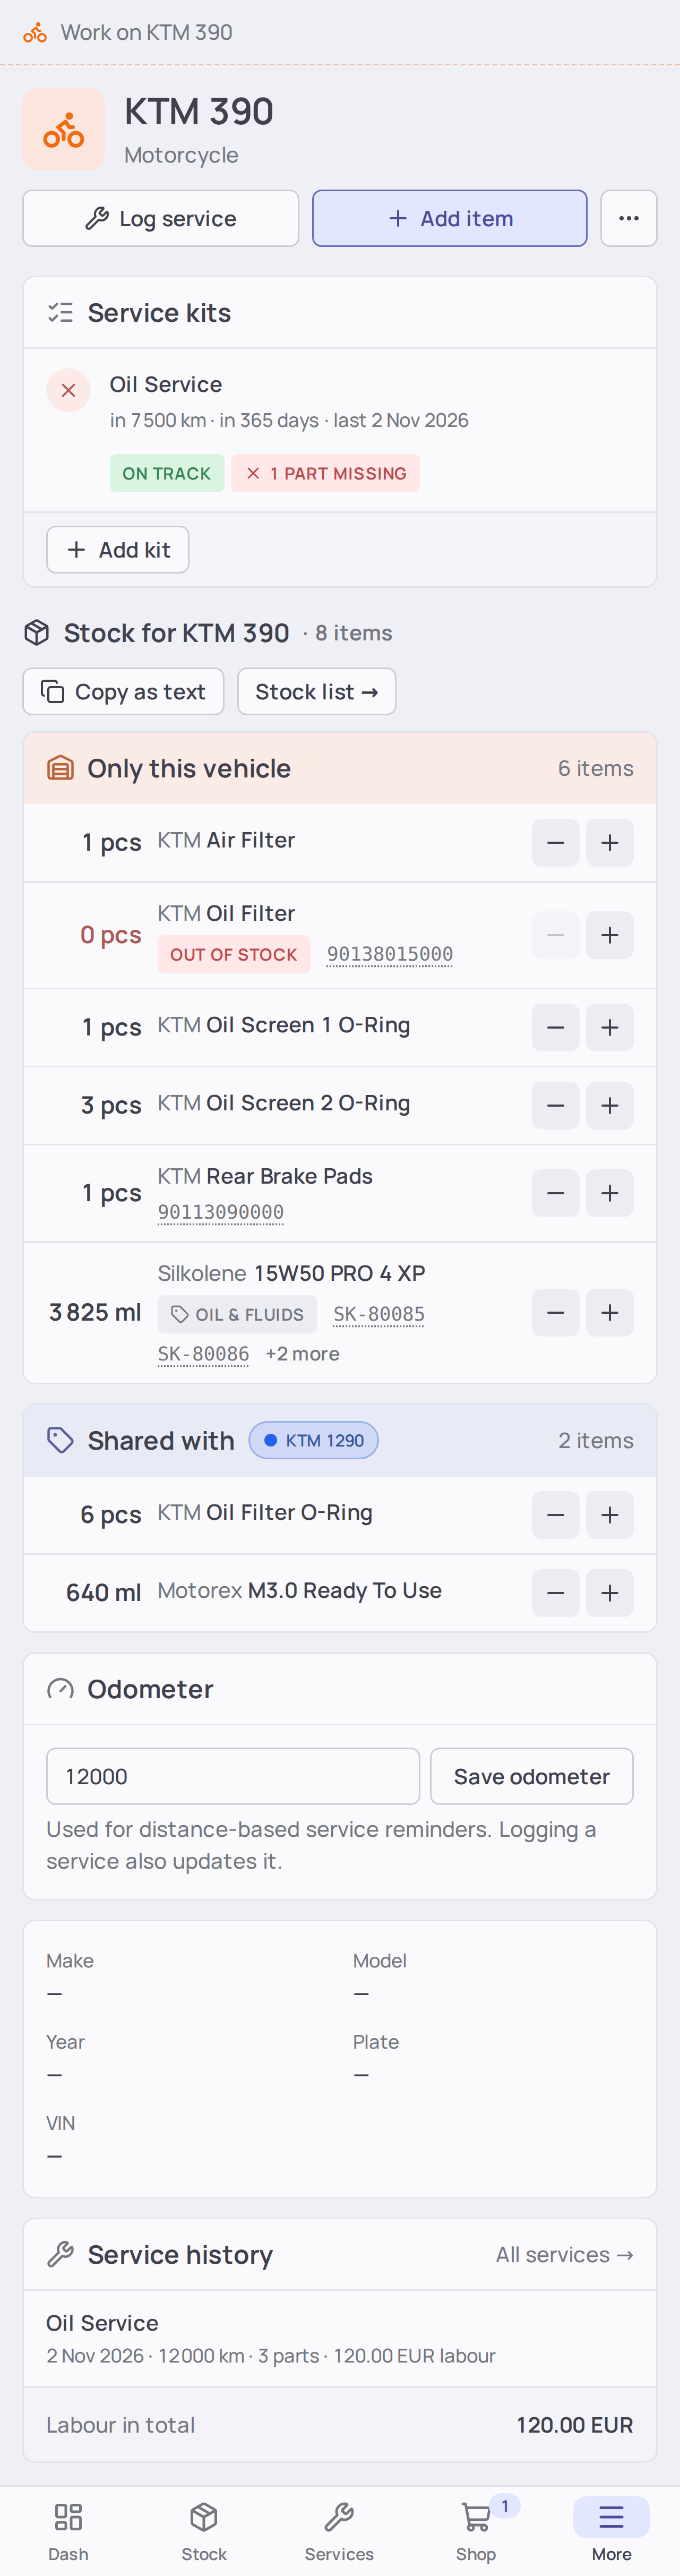 Work on KTM 390
KTM 390
Motorcycle
Log service
Add item
Service kits
Oil Service
in 7 500 km · in 365 days · last 2 Nov 2026
ON TRACK
1 PART MISSING
Add kit
Stock for KTM 390 · 8 items
Copy as text
Stock list →
Only this vehicle
6 items
1 pcs
KTM Air Filter
0 pcs
KTM Oil Filter
OUT OF STOCK
90138015000
1 pcs
KTM Oil Screen 1 O-Ring
3 pcs
KTM Oil Screen 2 O-Ring
1 pcs
KTM Rear Brake Pads
90113090000
3 825 ml
Silkolene 15W50 PRO 4 XP
OIL & FLUIDS
SK-80085
SK-80086
+2 more
Shared with
KTM 1290
2 items
6 pcs
KTM Oil Filter O-Ring
640 ml
Motorex M3.0 Ready To Use
Odometer
12000
Save odometer
Used for distance-based service reminders. Logging a
service also updates it.
Make
—
Model
—
Year
—
Plate
—
VIN
—
Service history
All services →
Oil Service
2 Nov 2026 · 12 000 km · 3 parts · 120.00 EUR labour
Labour in total
120.00 EUR
1
Dash
Stock
Services
Shop
More